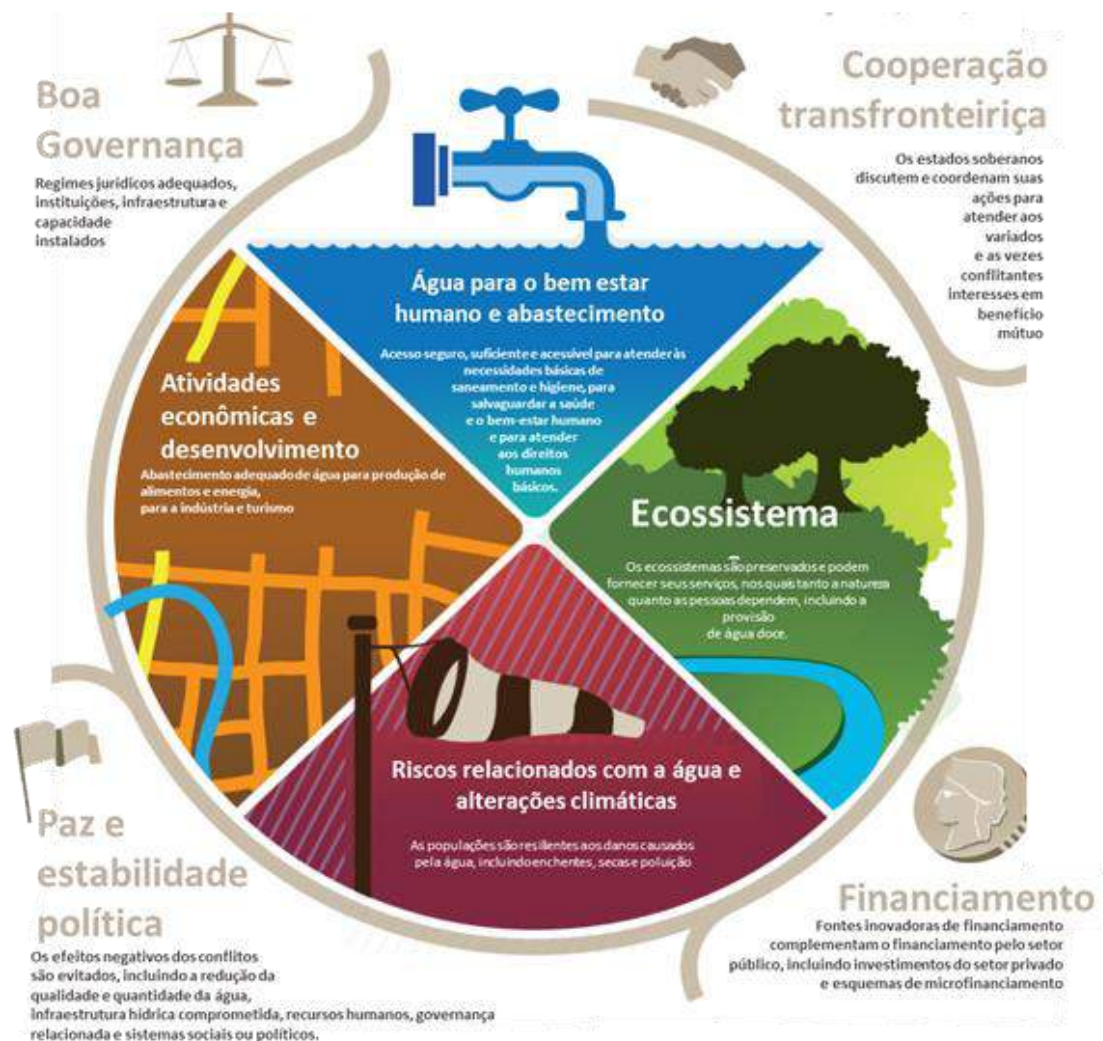 Boa
Governança
Regimes jurídicos adequados,
instituições, infraestrutura e
capacidade
instalados
Cooperação
transfronteiriça
Os estados soberanos
discutem e coordenam suas
ações para
atender aos
variados
e as vezes
conflitantes
interesses em
benefício
mútuo
Água para o bem estar
humano e abastecimento
Acesso seguro, suficiente e acessível para atender às
necessidades básicas de
saneamento e higiene, para
salvaguardar a saúde
e o bem-estar humano
e para atender
aos direitos
humanos
básicos.
Atividades
econômicas e
desenvolvimento
Abastecimento adequado de água para produção de
alimentos e energia,
para a indústria e turismo
Ecossistema
Os ecossistemas são preservados e podem
fornecer seus serviços, nos quais tanto a natureza
quanto as pessoas dependem, incluindo a
provisão
de água doce.
Riscos relacionados com a água e
alterações climáticas
As populações são resilientes aos danos causados
pela água, incluindo enchentes, secas e poluição
Paz e
estabilidade
política
Os efeitos negativos dos conflitos
são evitados, incluindo a redução da
qualidade e quantidade da água,
infraestrutura hídrica comprometida, recursos humanos, governança
relacionada e sistemas sociais ou políticos.
Financiamento
Fontes inovadoras de financiamento
complementam o financiamento pelo setor
público, incluindo investimentos do setor privado
e esquemas de microfinanciamento